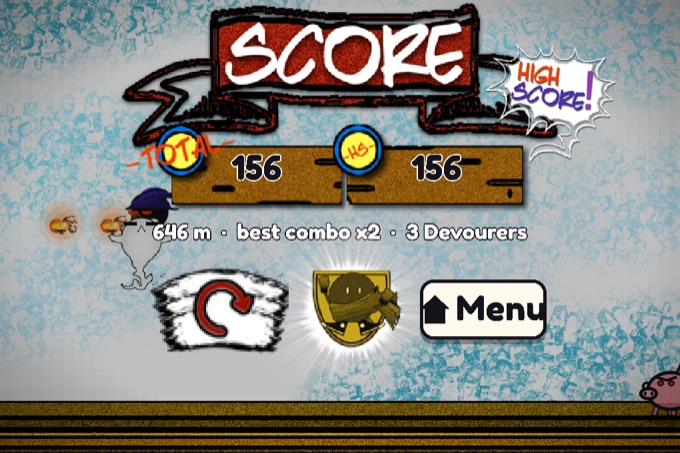 SCORE
HIGH SCORE!
-TOTAL-
156
-HS-
156
646 m · best combo x2 · 3 Devourers
Menu